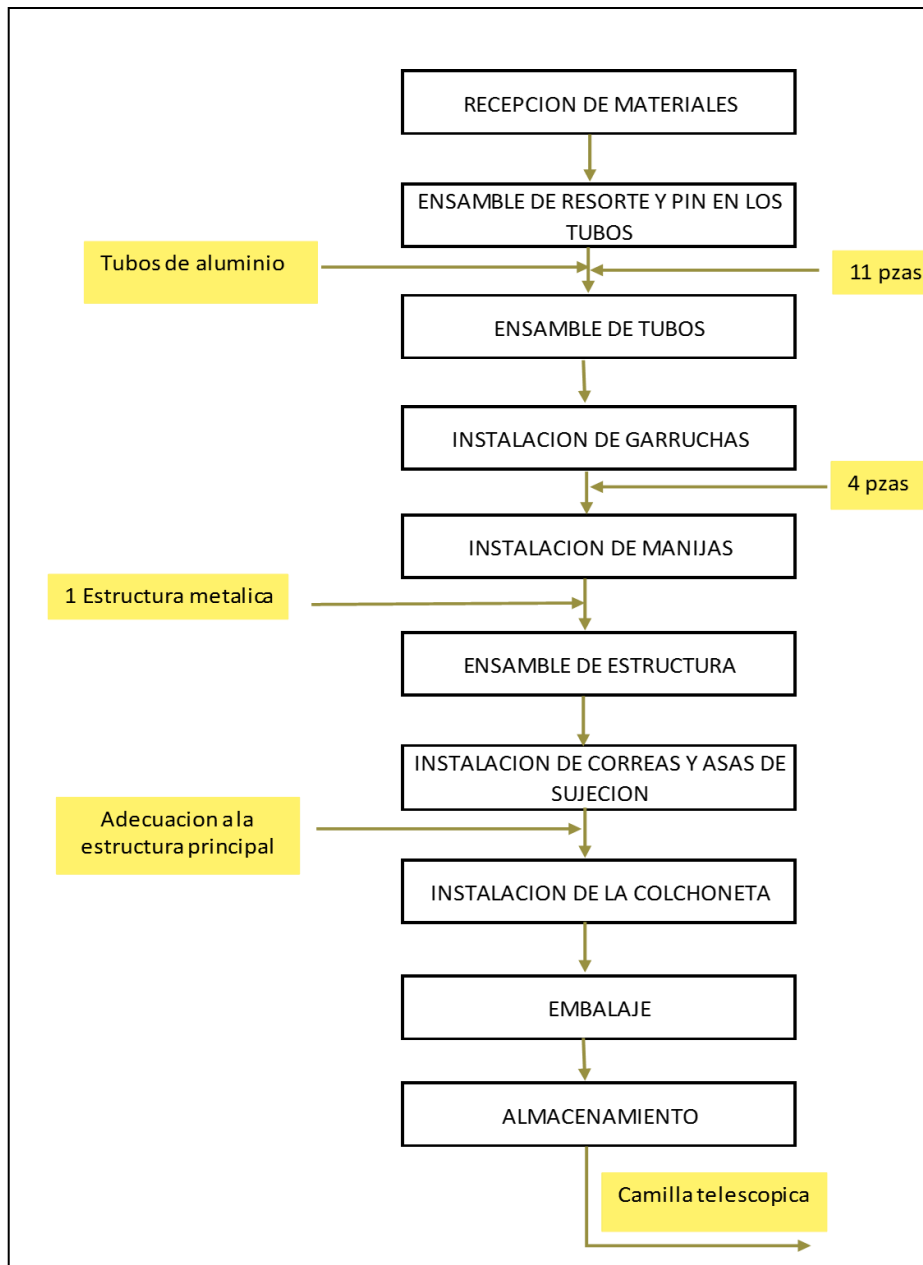 RECEPCION DE MATERIALES
ENSAMBLE DE RESORTE Y PIN EN LOS
TUBOS
Tubos de aluminio
11 pzas
ENSAMBLE DE TUBOS
INSTALACION DE GARRUCHAS
4 pzas
INSTALACION DE MANIJAS
1 Estructura metalica
ENSAMBLE DE ESTRUCTURA
INSTALACION DE CORREAS Y ASAS DE
SUJECION
Adecuacion a la
estructura principal
INSTALACION DE LA COLCHONETA
EMBALAJE
ALMACENAMIENTO
Camilla telescopica